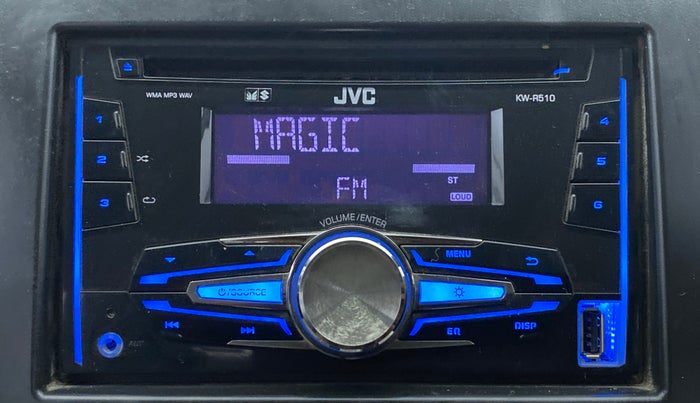 WMA MP3 WAV
JVC
KW-R510
MAGIC
FM
ST
LOUD
1
2
3
4
5
6
VOLUME/ENTER
MENU
/SOURCE
EQ
DISP
AUX